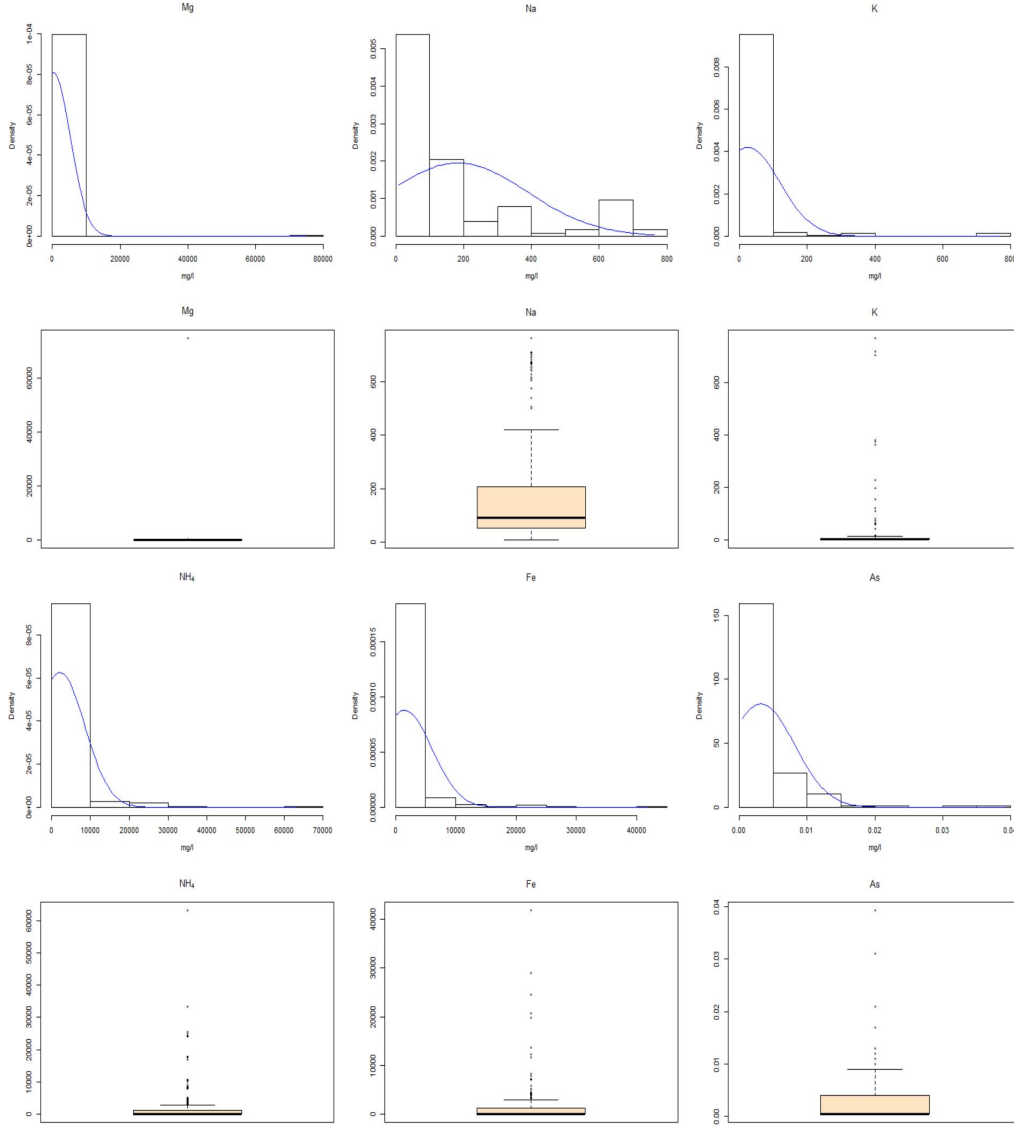 Mg
Na
K
1e-04
8e-05
6e-05
4e-05
2e-05
0e+00
Density
0
20000
40000
60000
80000
mg/l
0.005
0.004
0.003
0.002
0.001
0.000
Density
0
200
400
600
800
mg/l
0.008
0.006
0.004
0.002
0.000
Density
0
200
400
600
800
mg/l
Mg
Na
K
60000
40000
20000
0
600
400
200
0
600
400
200
0
NH₄
Fe
As
8e-05
6e-05
4e-05
2e-05
0e+00
Density
0
10000
20000
30000
40000
50000
60000
70000
mg/l
0.00015
0.00010
0.00005
0.00000
Density
0
10000
20000
30000
40000
mg/l
150
100
50
0
Density
0.00
0.01
0.02
0.03
0.04
mg/l
NH₄
Fe
As
60000
50000
40000
30000
20000
10000
0
40000
30000
20000
10000
0
0.04
0.03
0.02
0.01
0.00